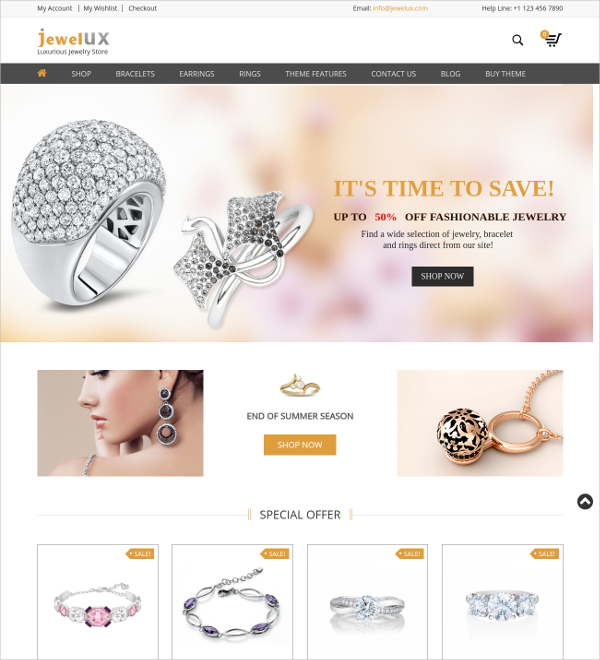 My Account | My Wishlist | Checkout Email: info@jewelux.com Help Line: +1 123 456 7890
jewelux
Luxurious Jewelry Store
0
SHOP BRACELETS EARRINGS RINGS THEME FEATURES CONTACT US BLOG BUY THEME
IT'S TIME TO SAVE!
UP TO 50% OFF FASHIONABLE JEWELRY
Find a wide selection of jewelry, bracelet
and rings direct from our site!
SHOP NOW
END OF SUMMER SEASON
SHOP NOW
SPECIAL OFFER
SALE! SALE! SALE! SALE!